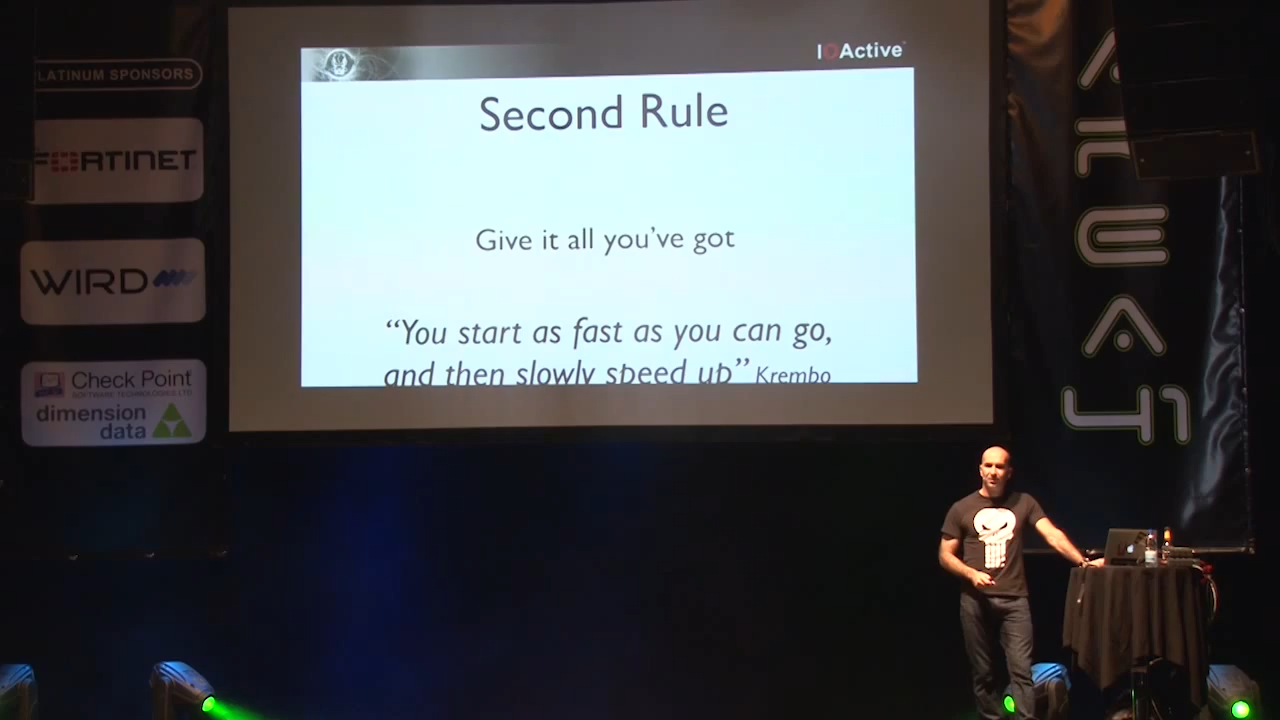 LATINUM SPONSORS
FORTINET
WIRD
Check Point
SOFTWARE TECHNOLOGIES LTD.
dimension
data
IOActive
Second Rule
Give it all you've got
“You start as fast as you can go,
and then slowly speed up” Krembo
AREA41